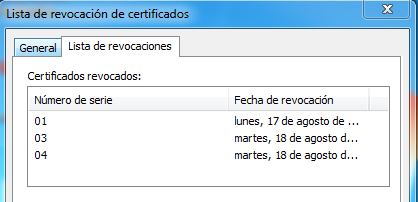 Lista de revocación de certificados
General Lista de revocaciones
Certificados revocados:
Número de serie Fecha de revocación
01 lunes, 17 de agosto de ...
03 martes, 18 de agosto d...
04 martes, 18 de agosto d...